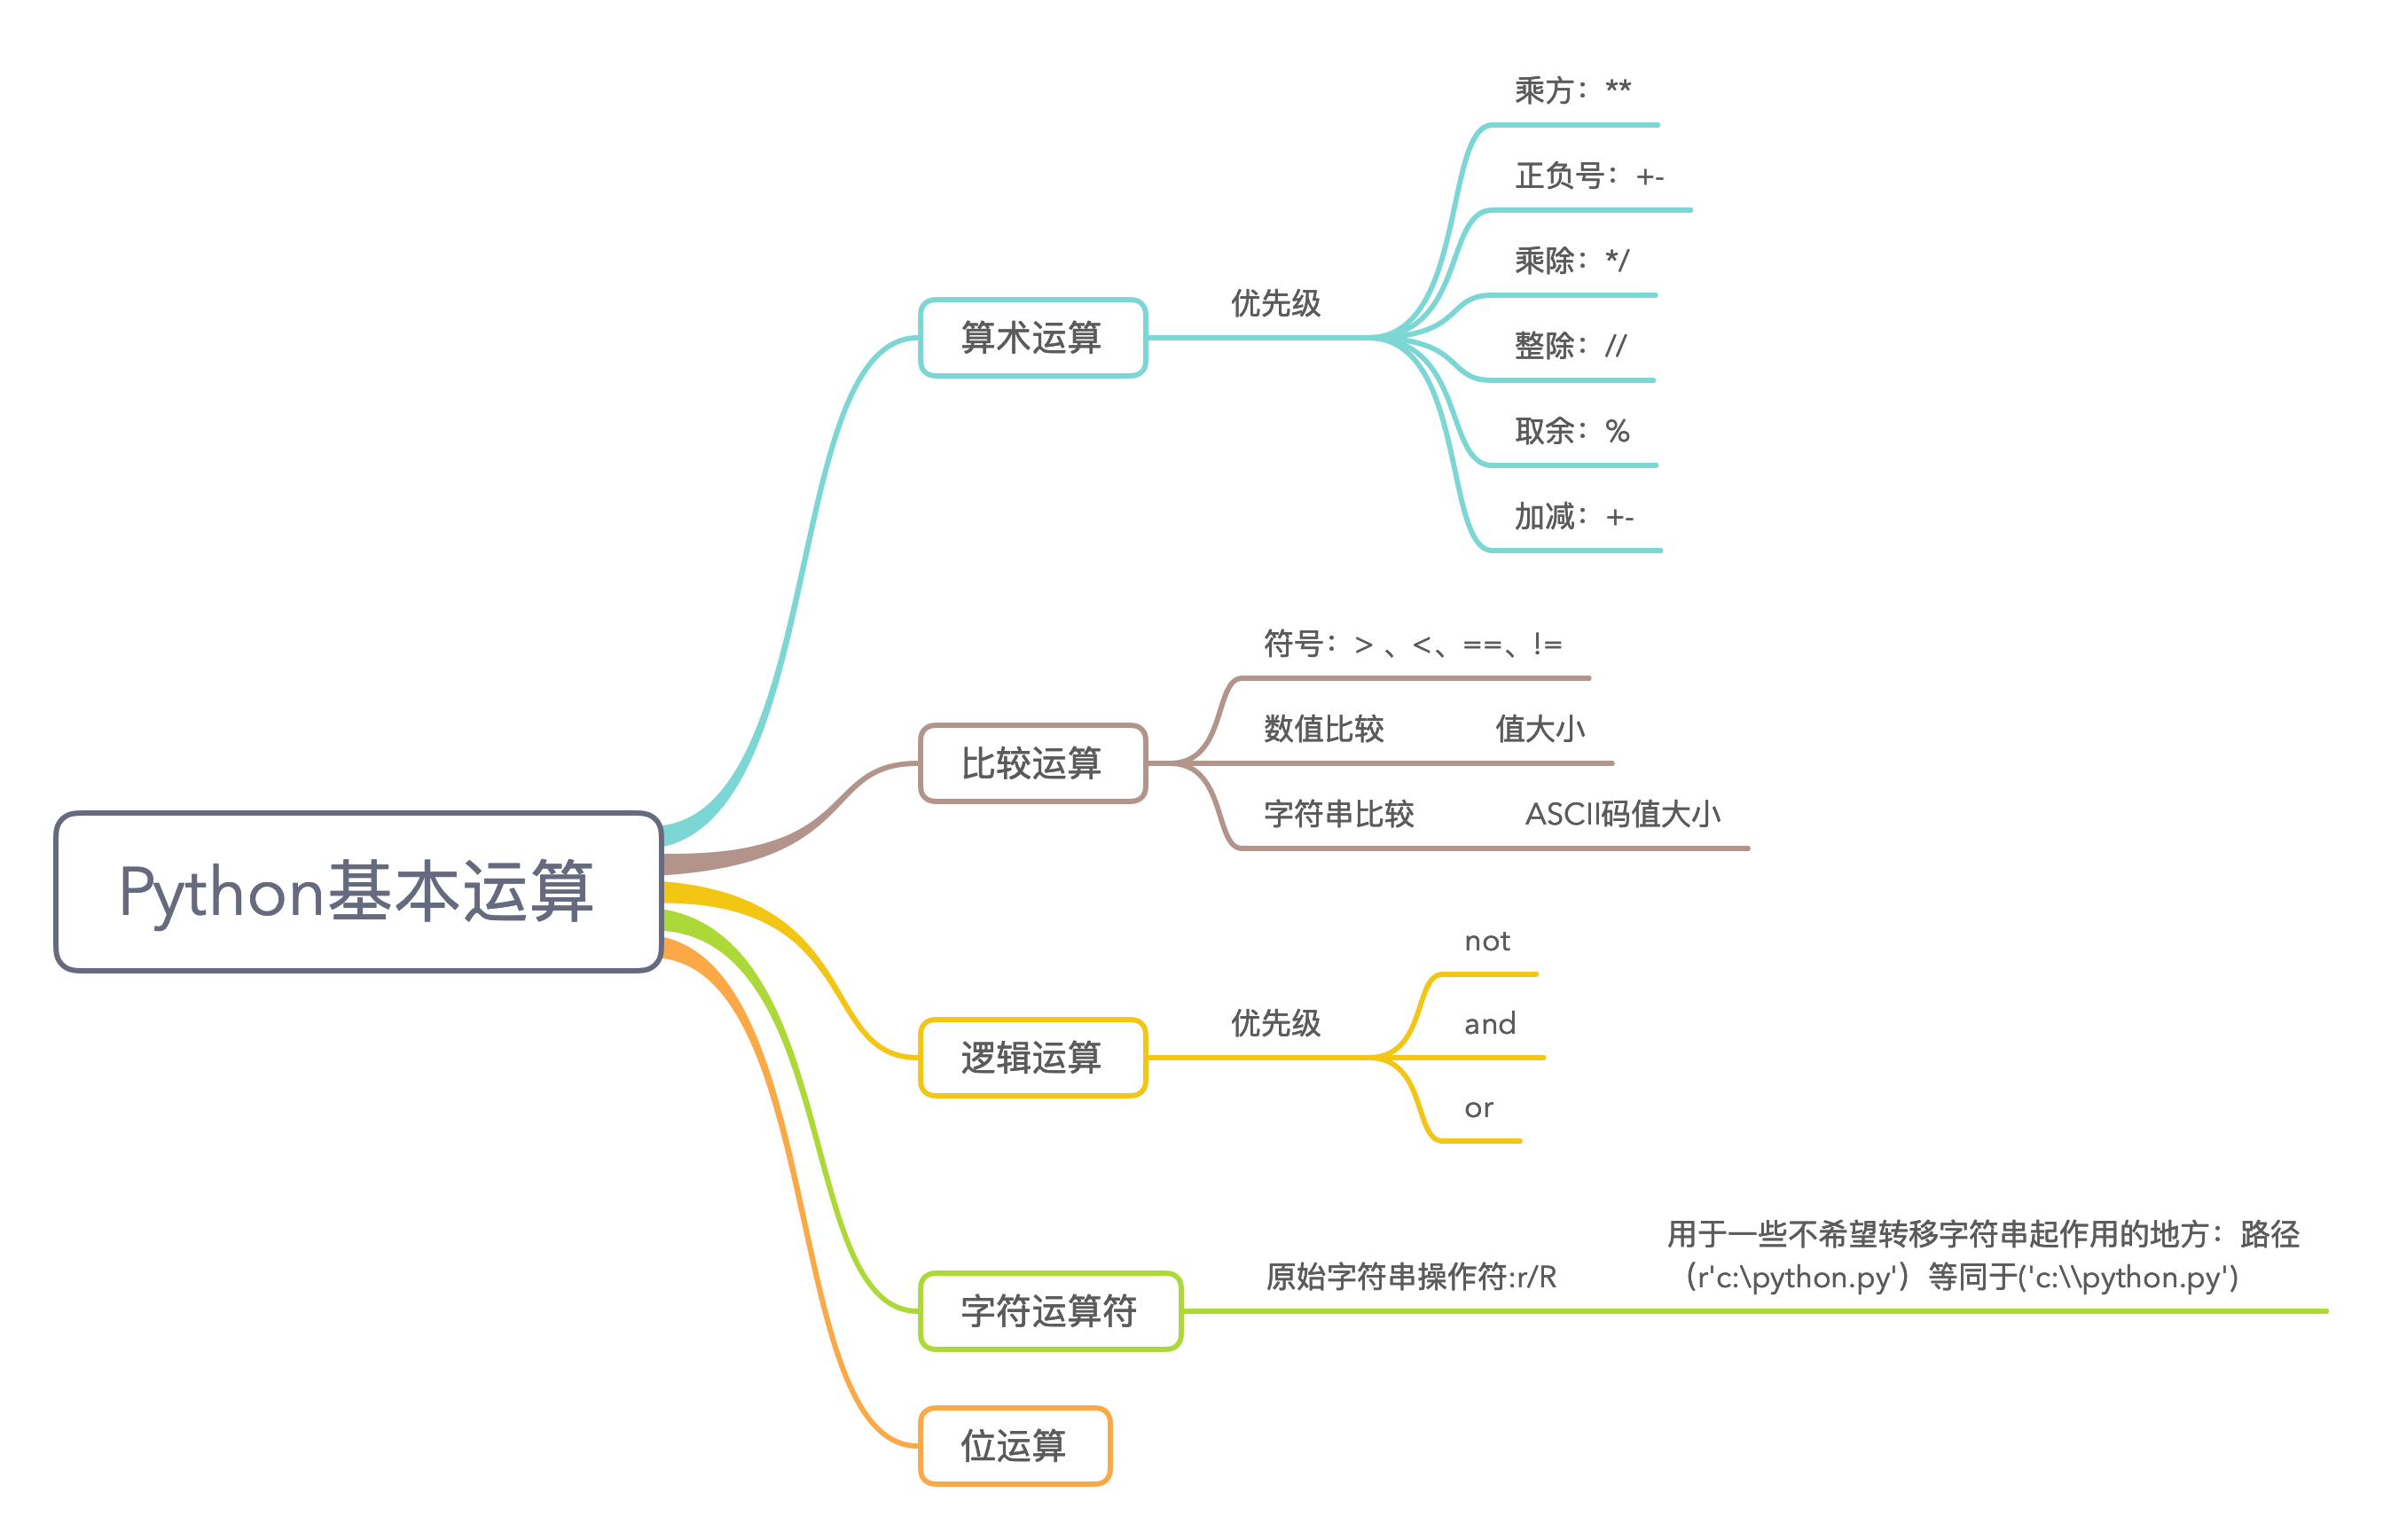 Python基本运算
算术运算
优先级
乘方：**
正负号：+-
乘除：*/
整除：//
取余：%
加减：+-
比较运算
符号：> 、<、==、!=
数值比较 值大小
字符串比较 ASCII码值大小
逻辑运算
优先级
not
and
or
字符运算符
原始字符串操作符:r/R
用于一些不希望转移字符串起作用的地方：路径
（r'c:\python.py'）等同于('c:\\python.py')
位运算